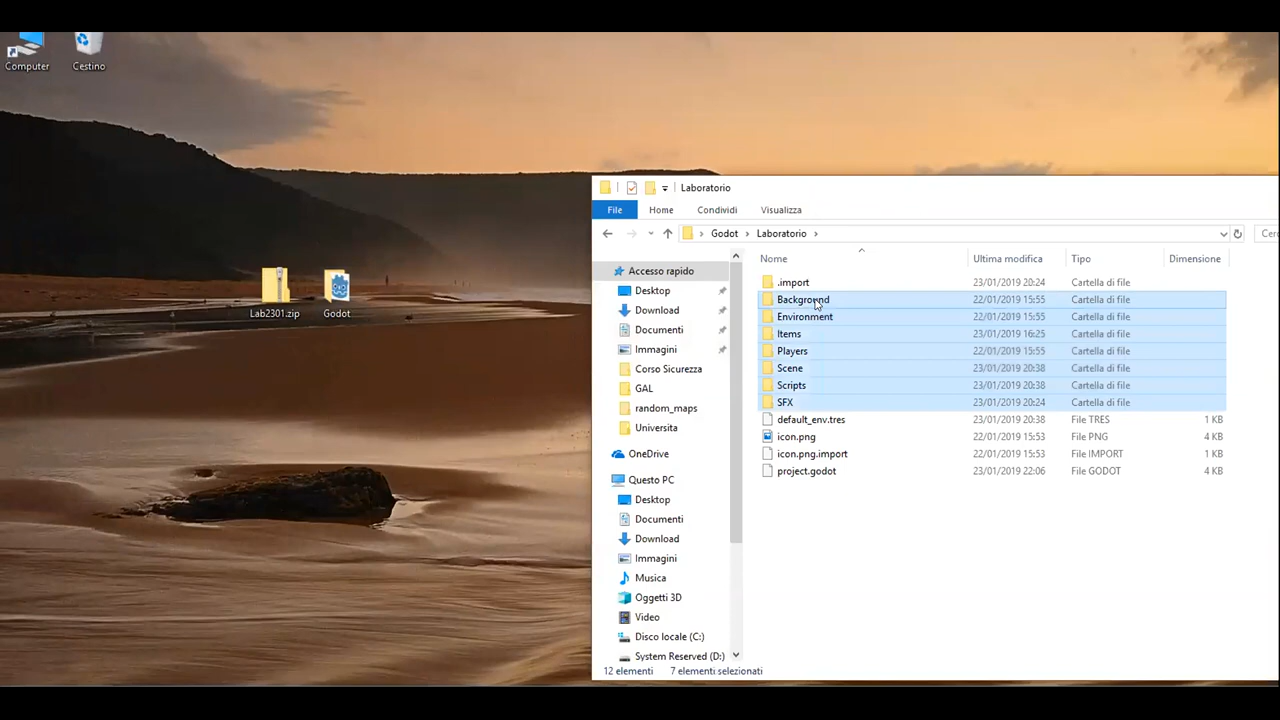 Computer
Cestino
Lab2301.zip
Godot
Laboratorio
File Home Condividi Visualizza
Godot Laboratorio
Nome Ultima modifica Tipo Dimensione
Accesso rapido
Desktop
Download
Documenti
Immagini
Corso Sicurezza
GAL
random_maps
Universita
OneDrive
Questo PC
Desktop
Documenti
Download
Immagini
Musica
Oggetti 3D
Video
Disco locale (C:)
System Reserved (D:)
.import 23/01/2019 20:24 Cartella di file
Background 22/01/2019 15:55 Cartella di file
Environment 22/01/2019 15:55 Cartella di file
Items 23/01/2019 16:25 Cartella di file
Players 22/01/2019 15:55 Cartella di file
Scene 23/01/2019 20:38 Cartella di file
Scripts 23/01/2019 20:38 Cartella di file
SFX 23/01/2019 20:24 Cartella di file
default_env.tres 23/01/2019 20:38 File TRES 1 KB
icon.png 22/01/2019 15:53 File PNG 4 KB
icon.png.import 22/01/2019 15:53 File IMPORT 1 KB
project.godot 23/01/2019 22:06 File GODOT 4 KB
12 elementi 7 elementi selezionati